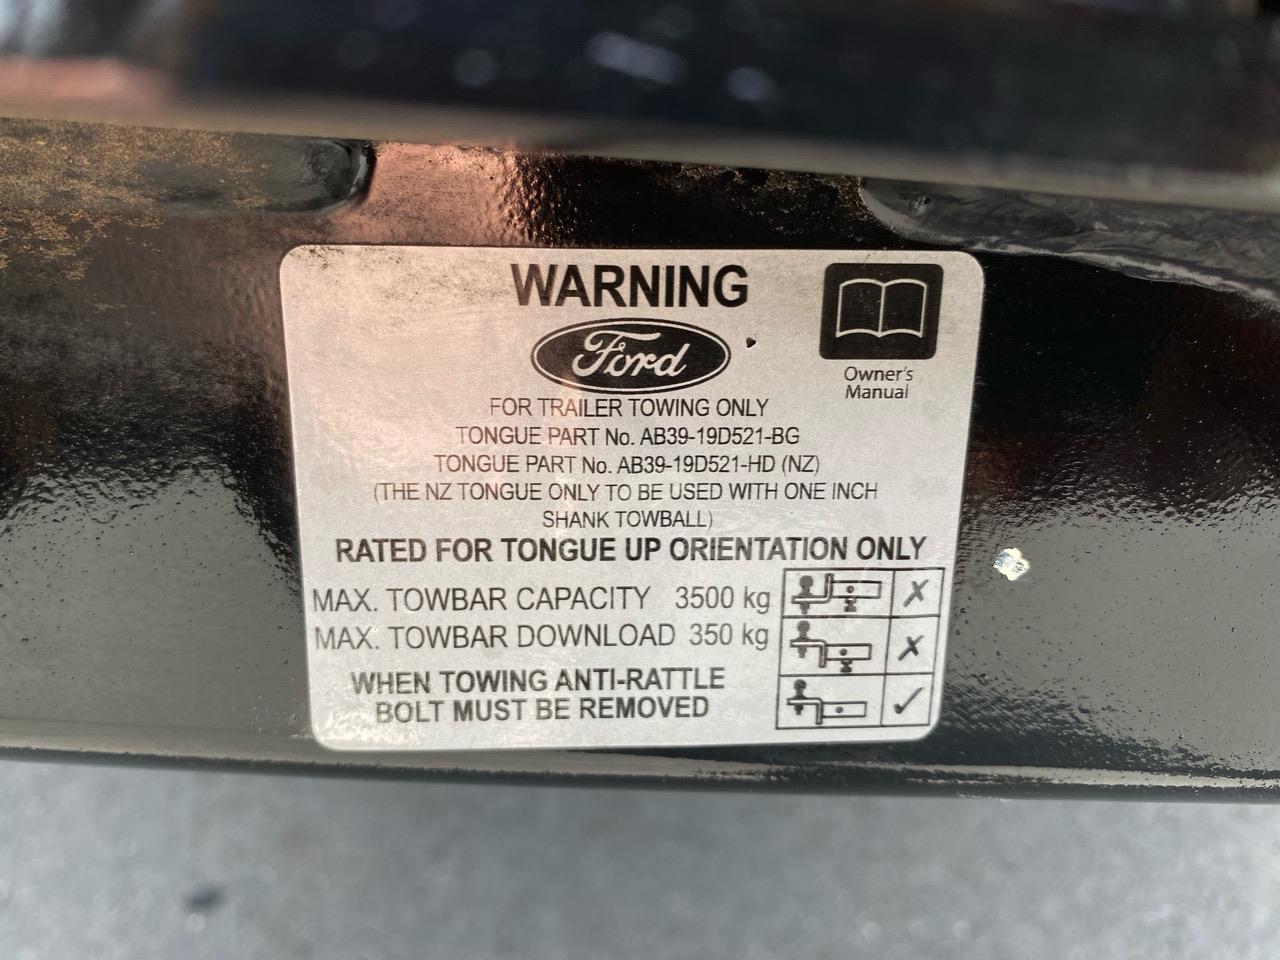 WARNING
Ford
Owner's
Manual
FOR TRAILER TOWING ONLY
TONGUE PART No. AB39-19D521-BG
TONGUE PART No. AB39-19D521-HD (NZ)
(THE NZ TONGUE ONLY TO BE USED WITH ONE INCH
SHANK TOWBALL)
RATED FOR TONGUE UP ORIENTATION ONLY
MAX. TOWBAR CAPACITY 3500 kg
MAX. TOWBAR DOWNLOAD 350 kg
WHEN TOWING ANTI-RATTLE
BOLT MUST BE REMOVED